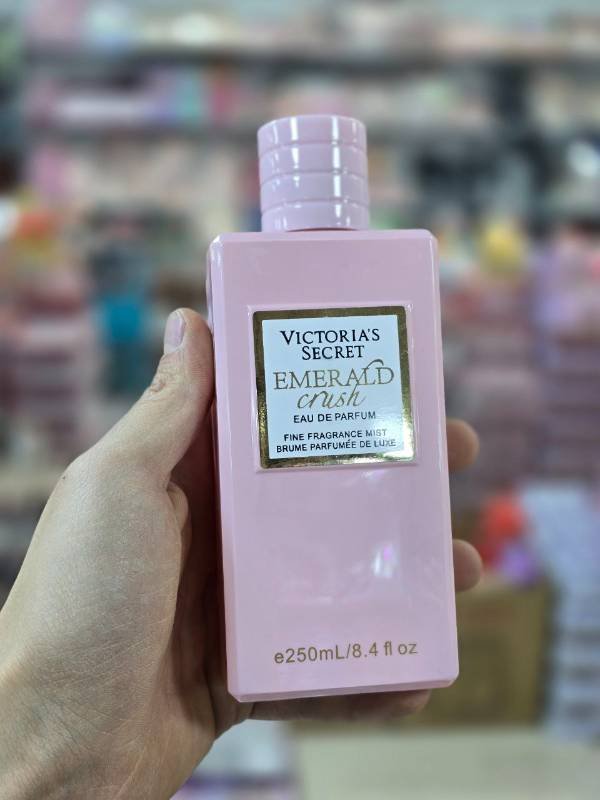 VICTORIA'S
SECRET
EMERALD
crush
EAU DE PARFUM
FINE FRAGRANCE MIST
BRUME PARFUMÉE DE LUXE
e250mL/8.4 fl oz